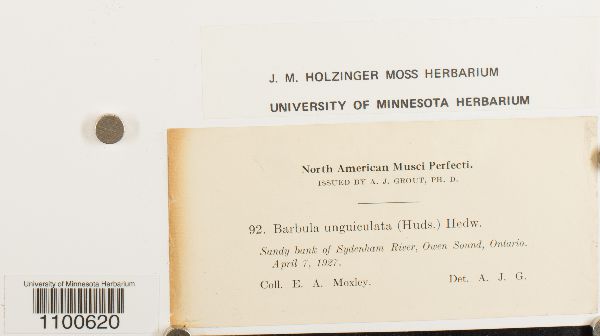 J. M. HOLZINGER MOSS HERBARIUM
UNIVERSITY OF MINNESOTA HERBARIUM
North American Musci Perfecti.
ISSUED BY A. J. GROUT, PH. D.
92. Barbula unguiculata (Huds.) Hedw.
Sandy bank of Sydenham River, Owen Sound, Ontario.
April 7, 1927.
Coll. E. A. Moxley. Det. A. J. G.
University of Minnesota Herbarium
1100620